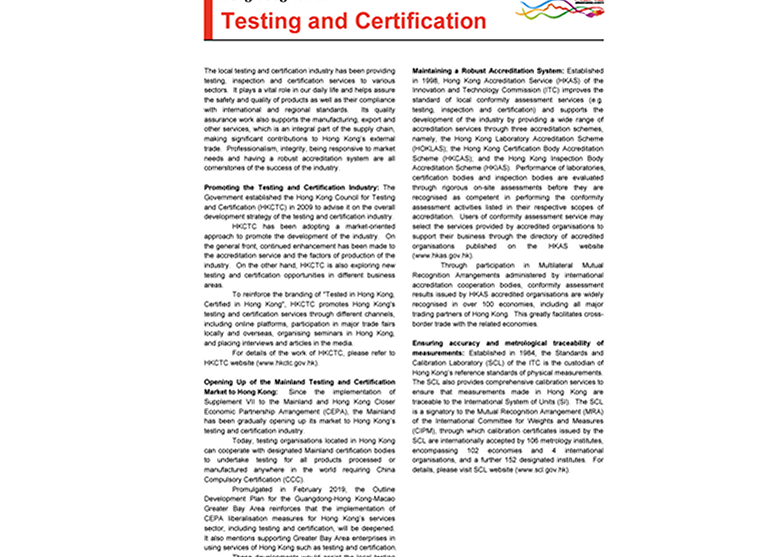 Testing and Certification
The local testing and certification industry has been providing
testing, inspection and certification services to various
sectors. It plays a vital role in our daily life and helps assure
the safety and quality of products as well as their compliance
with international and regional standards. Its quality
assurance work also supports the manufacturing, export and
other services, which is an integral part of the supply chain,
making significant contributions to Hong Kong's external
trade. Professionalism, integrity, being responsive to market
needs and having a robust accreditation system are all
cornerstones of the success of the industry.
Promoting the Testing and Certification Industry: The
Government established the Hong Kong Council for Testing
and Certification (HKCTC) in 2009 to advise it on the overall
development strategy of the testing and certification industry.
HKCTC has been adopting a market-oriented
approach to promote the development of the industry. On
the general front, continued enhancement has been made to
the accreditation service and the factors of production of the
industry. On the other hand, HKCTC is also exploring new
testing and certification opportunities in different business
areas.
To reinforce the branding of "Tested in Hong Kong,
Certified in Hong Kong", HKCTC promotes Hong Kong's
testing and certification services through different channels,
including online platforms, participation in major trade fairs
locally and overseas, organising seminars in Hong Kong,
and placing interviews and articles in the media.
For details of the work of HKCTC, please refer to
HKCTC website (www.hkctc.gov.hk).
Opening Up of the Mainland Testing and Certification
Market to Hong Kong: Since the implementation of
Supplement VII to the Mainland and Hong Kong Closer
Economic Partnership Arrangement (CEPA), the Mainland
has been gradually opening up its market to Hong Kong's
testing and certification industry.
Today, testing organisations located in Hong Kong
can cooperate with designated Mainland certification bodies
to undertake testing for all products processed or
manufactured anywhere in the world requiring China
Compulsory Certification (CCC).
Promulgated in February 2019, the Outline
Development Plan for the Guangdong-Hong Kong-Macao
Greater Bay Area reinforces that the implementation of
CEPA liberalisation measures for Hong Kong's services
sector, including testing and certification, will be deepened.
It also mentions supporting Greater Bay Area enterprises in
using services of Hong Kong such as testing and certification.
Maintaining a Robust Accreditation System: Established
in 1998, Hong Kong Accreditation Service (HKAS) of the
Innovation and Technology Commission (ITC) improves the
standard of local conformity assessment services (e.g.
testing, inspection and certification) and supports the
development of the industry by providing a wide range of
accreditation services through three accreditation schemes,
namely, the Hong Kong Laboratory Accreditation Scheme
(HOKLAS), the Hong Kong Certification Body Accreditation
Scheme (HKCAS), and the Hong Kong Inspection Body
Accreditation Scheme (HKIAS). Performance of laboratories,
certification bodies and inspection bodies are evaluated
through rigorous on-site assessments before they are
recognised as competent in performing the conformity
assessment activities listed in their respective scopes of
accreditation. Users of conformity assessment service may
select the services provided by accredited organisations to
support their business through the directory of accredited
organisations published on the HKAS website
(www.hkas.gov.hk).
Through participation in Multilateral Mutual
Recognition Arrangements administered by international
accreditation cooperation bodies, conformity assessment
results issued by HKAS accredited organisations are widely
recognised in over 100 economies, including all major
trading partners of Hong Kong. This greatly facilitates cross-
border trade with the related economies.
Ensuring accuracy and metrological traceability of
measurements: Established in 1984, the Standards and
Calibration Laboratory (SCL) of the ITC is the custodian of
Hong Kong's reference standards of physical measurements.
The SCL also provides comprehensive calibration services to
ensure that measurements made in Hong Kong are
traceable to the International System of Units (SI). The SCL
is a signatory to the Mutual Recognition Arrangement (MRA)
of the International Committee for Weights and Measures
(CIPM), through which calibration certificates issued by the
SCL are internationally accepted by 106 metrology institutes,
encompassing 102 economies and 4 international
organisations, and a further 152 designated institutes. For
details, please visit SCL website (www.scl.gov.hk).